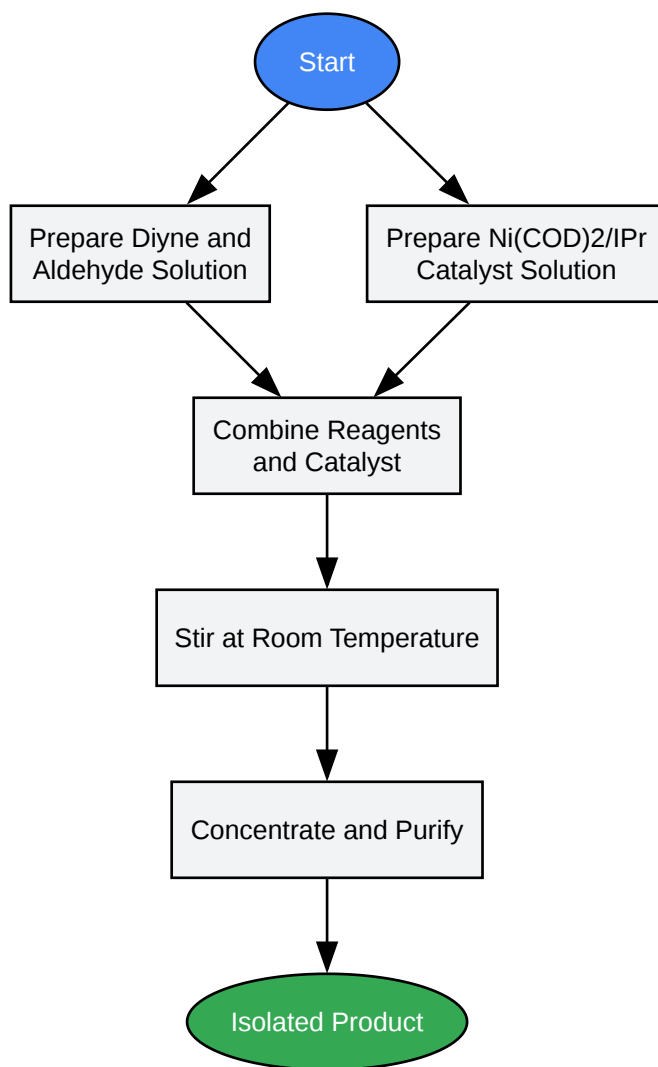 Start
Prepare Diyne and
Aldehyde Solution
Prepare Ni(COD)2/IPr
Catalyst Solution
Combine Reagents
and Catalyst
Stir at Room Temperature
Concentrate and Purify
Isolated Product